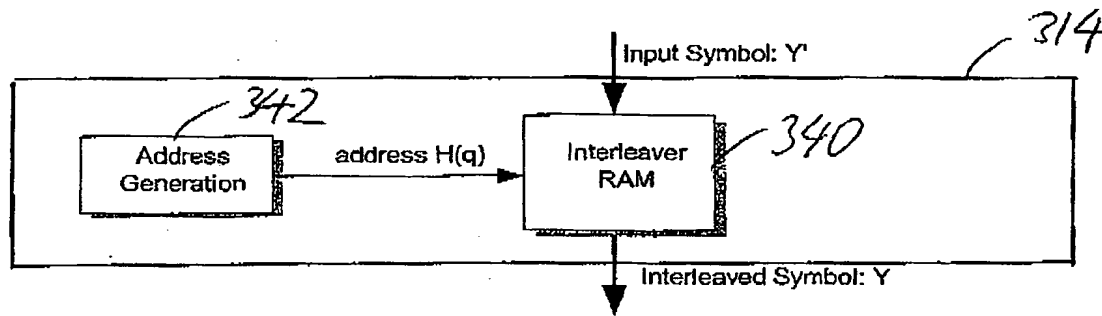 314
Input Symbol: Y'
342
Address
Generation
address H(q)
Interleaver
RAM
340
Interleaved Symbol: Y